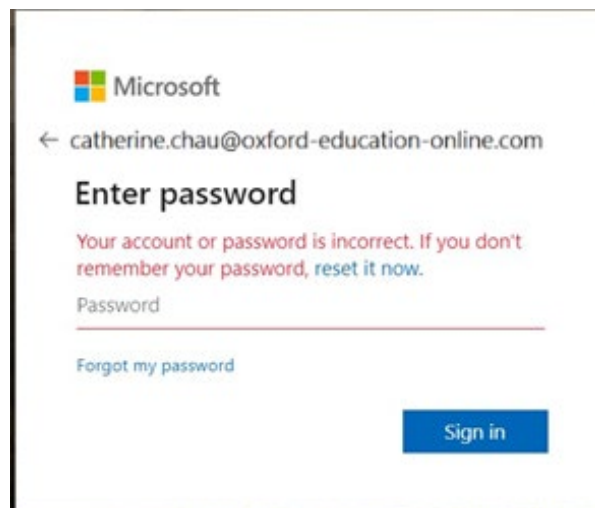 Microsoft
← catherine.chau@oxford-education-online.com
Enter password
Your account or password is incorrect. If you don't
remember your password, reset it now.
Password
Forgot my password
Sign in